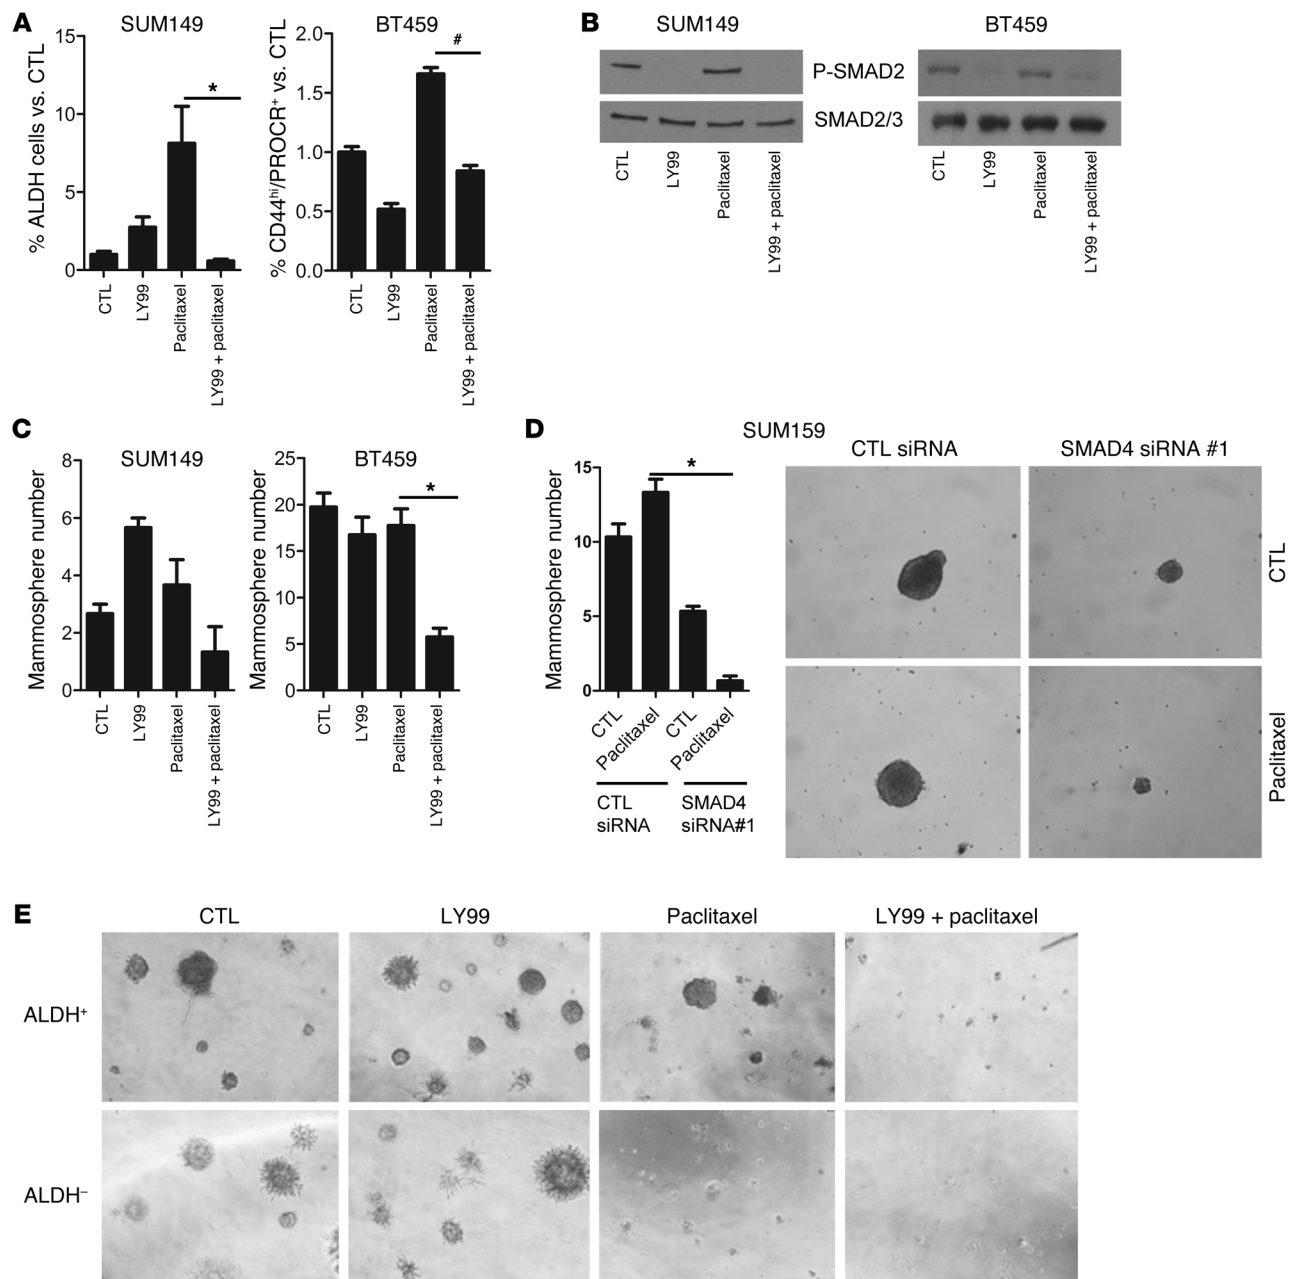 A
SUM149
% ALDH cells vs. CTL
15
10
5
0
*
CTL
LY99
Paclitaxel
LY99 + paclitaxel
BT459
% CD44hi/PROCR+ vs. CTL
2.0
1.5
1.0
0.5
0.0
#
CTL
LY99
Paclitaxel
LY99 + paclitaxel
B
SUM149
BT459
P-SMAD2
SMAD2/3
CTL
LY99
Paclitaxel
LY99 + paclitaxel
CTL
LY99
Paclitaxel
LY99 + paclitaxel
C
SUM149
Mammosphere number
8
6
4
2
0
CTL
LY99
Paclitaxel
LY99 + paclitaxel
BT459
Mammosphere number
25
20
15
10
5
0
*
CTL
LY99
Paclitaxel
LY99 + paclitaxel
D
SUM159
Mammosphere number
15
10
5
0
*
CTL
Paclitaxel
CTL
Paclitaxel
CTL
siRNA
SMAD4
siRNA#1
CTL siRNA
SMAD4 siRNA #1
CTL
Paclitaxel
E
CTL
LY99
Paclitaxel
LY99 + paclitaxel
ALDH+
ALDH−